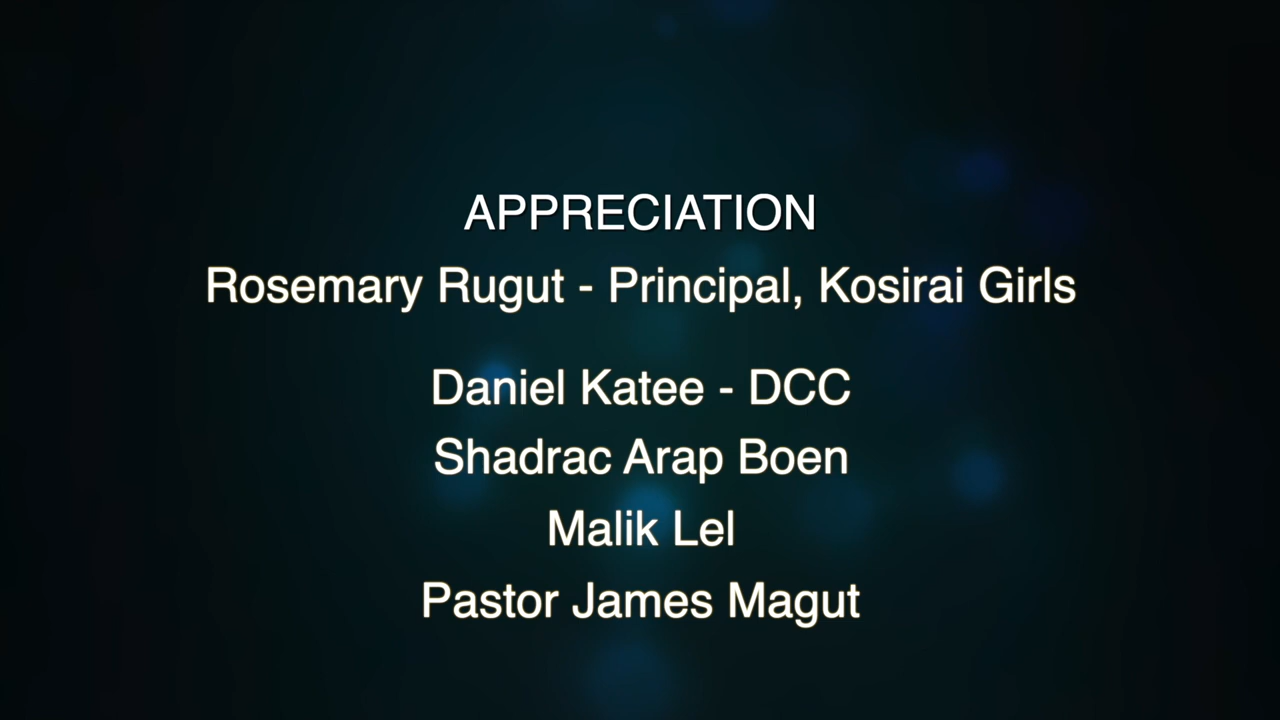 APPRECIATION
Rosemary Rugut - Principal, Kosirai Girls
Daniel Katee - DCC
Shadrac Arap Boen
Malik Lel
Pastor James Magut